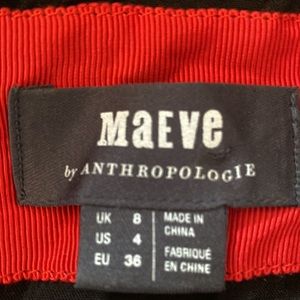 MaEVe
by ANTHROPOLOGIE
UK 8
US 4
EU 36
MADE IN
CHINA
FABRIQUÉ
EN CHINE